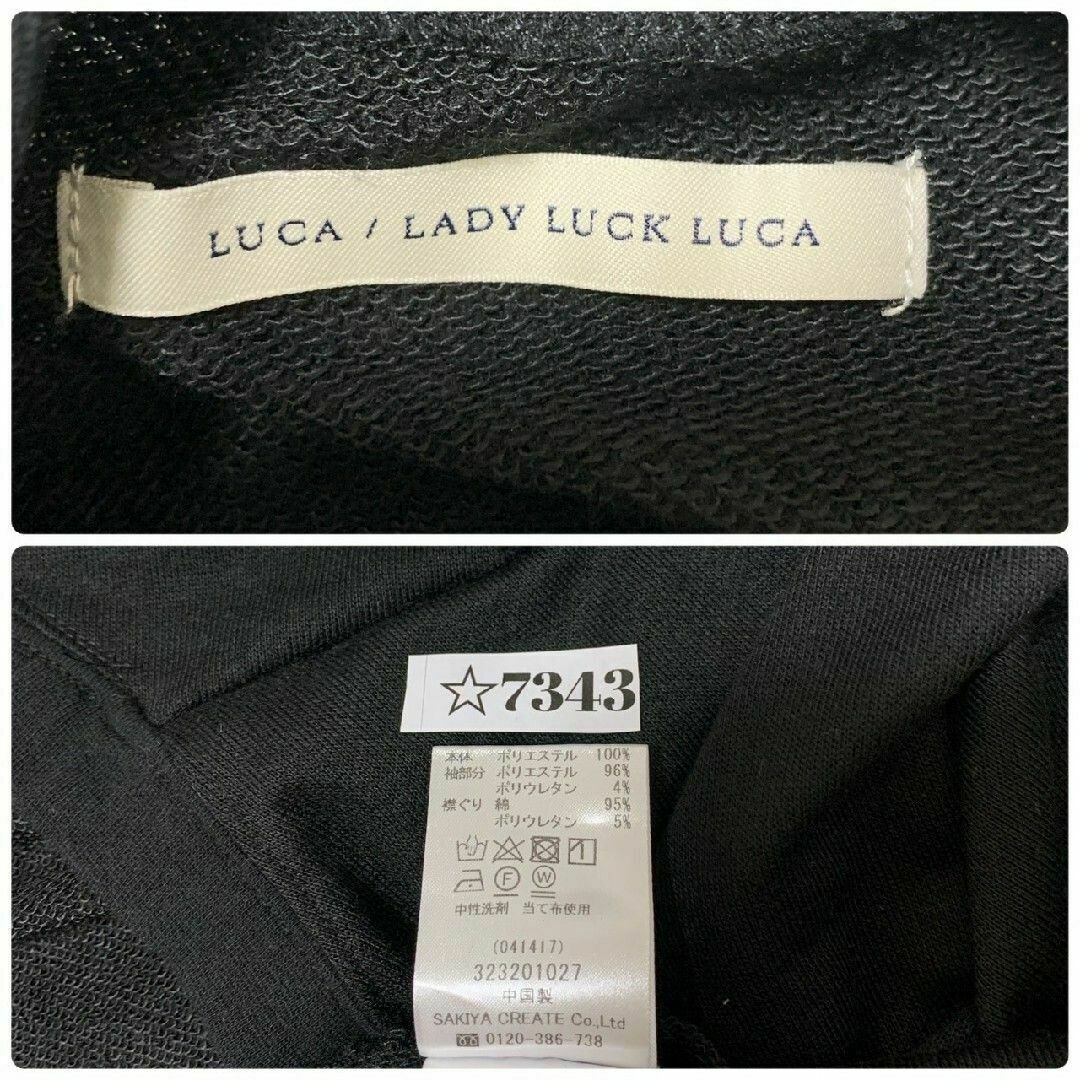 LUCA / LADY LUCK LUCA
☆7343
本体 ポリエステル 100%
袖部分 ポリエステル 96%
ポリウレタン 4%
襟ぐり 綿 95%
ポリウレタン 5%
F W
中性洗剤 当て布使用
(041417)
323201027
中国製
SAKIYA CREATE Co.,Ltd
☎ 0120-386-738